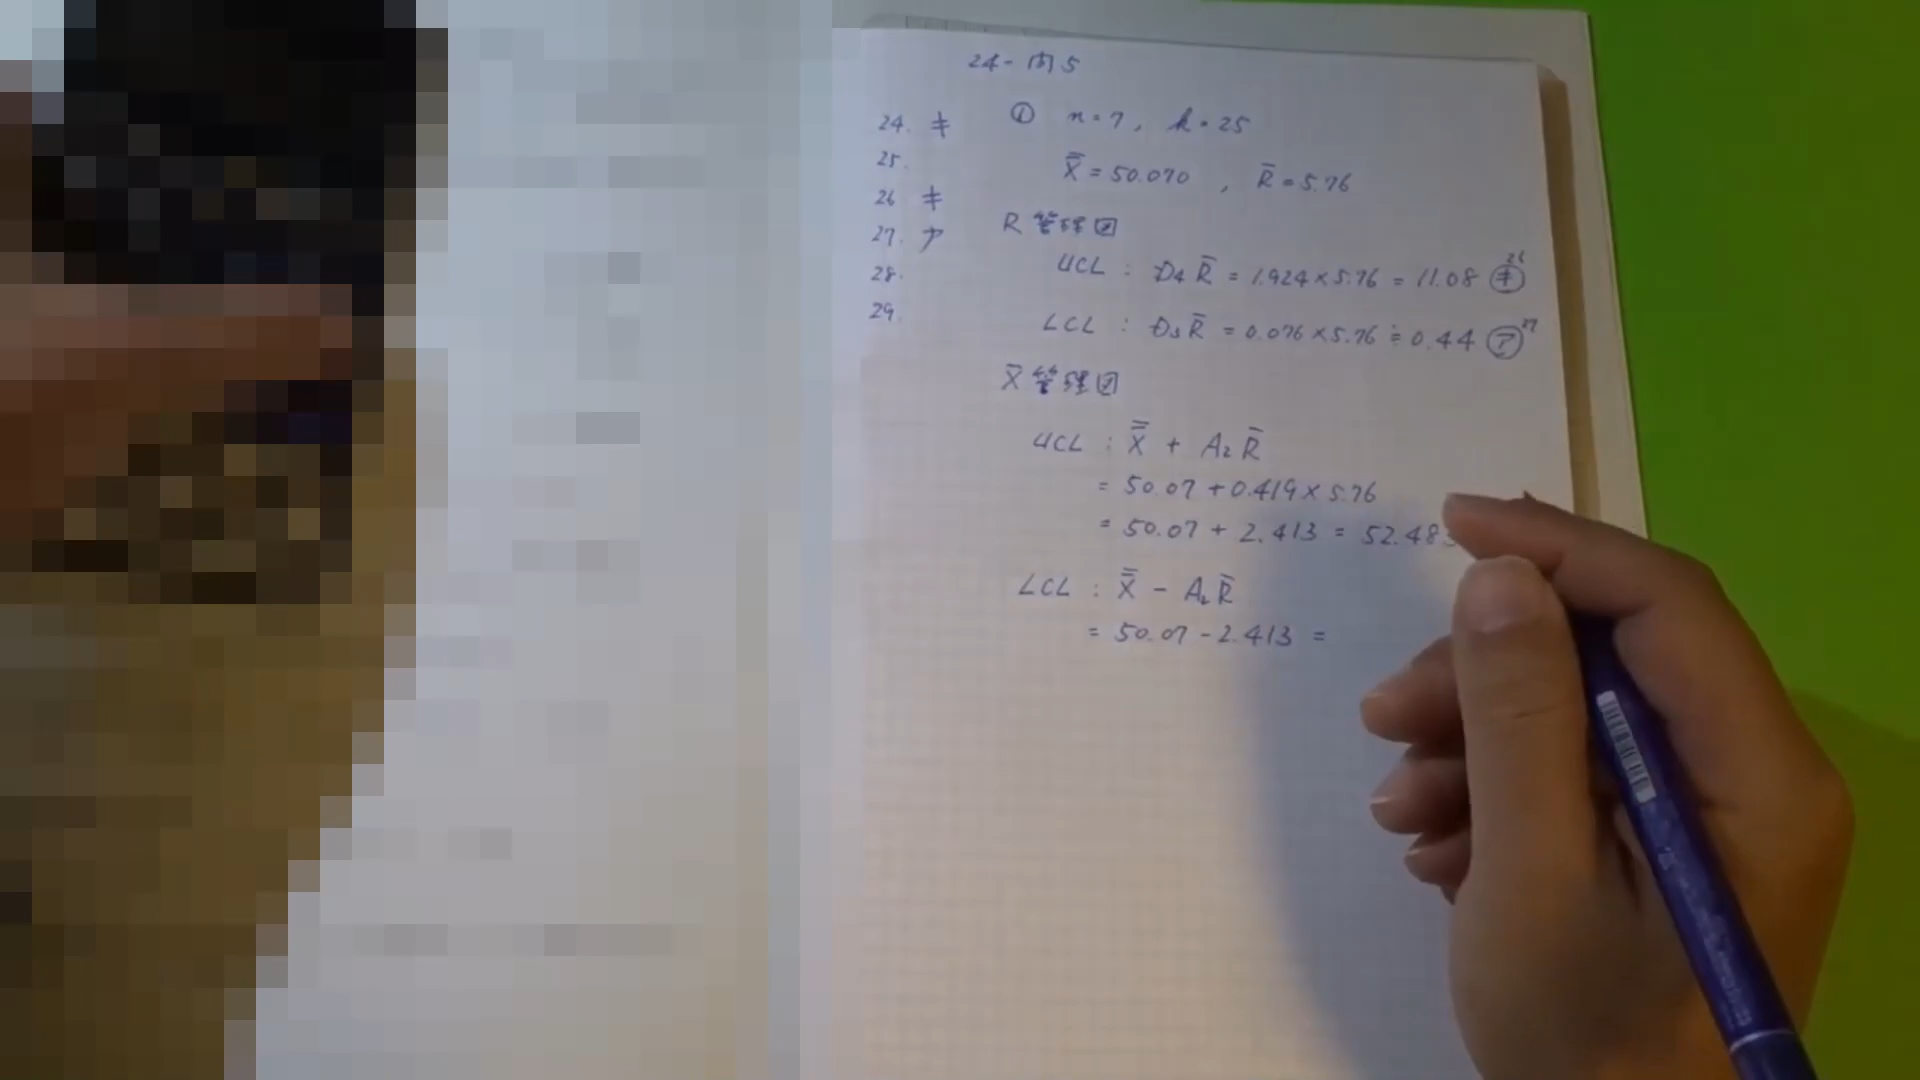 24-問5
24. キ
25.
26 キ
27. ア
28.
29.
① n=7, k=25
X̿ = 50.070 , R̄ = 5.76
R 管理図
UCL : D₄ R̄ = 1.924×5.76 = 11.08 キ 26
LCL : D₃ R̄ = 0.076×5.76 ≒ 0.44 ア 27
X̄ 管理図
UCL : X̿ + A₂ R̄
= 50.07 + 0.419×5.76
= 50.07 + 2.413 = 52.483
LCL : X̿ - A₂ R̄
= 50.07 - 2.413 =